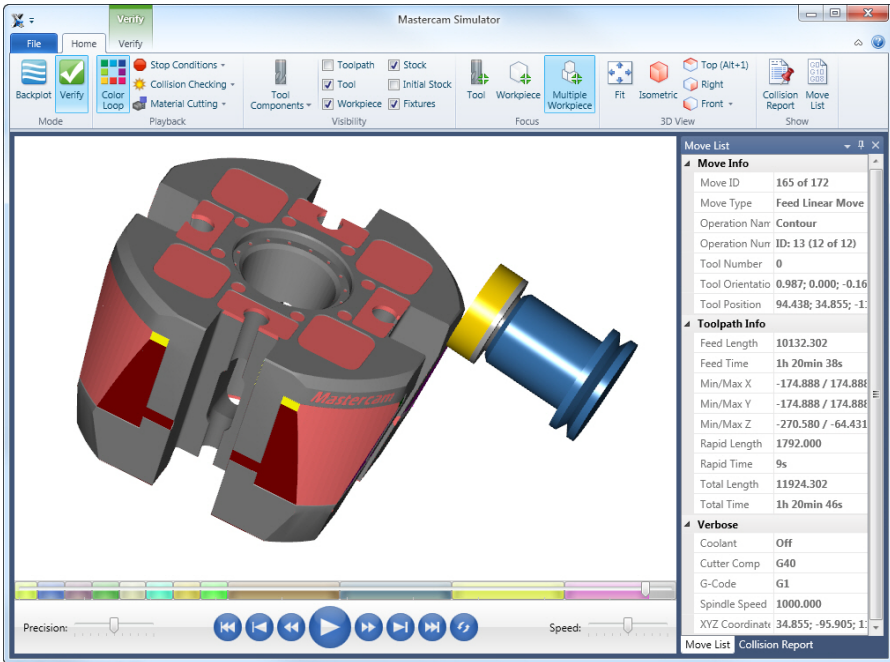 Verify
Mastercam Simulator
File
Home
Verify
Backplot
Verify
Mode
Color Loop
Stop Conditions
Collision Checking
Material Cutting
Playback
Tool Components
Toolpath
Tool
Workpiece
Stock
Initial Stock
Fixtures
Visibility
Tool
Workpiece
Multiple Workpiece
Focus
Fit
Isometric
Top (Alt+1)
Right
Front
3D View
Collision Report
Move List
Show
Mastercam
Move List
Move Info
Move ID 165 of 172
Move Type Feed Linear Move
Operation Nam Contour
Operation Num ID: 13 (12 of 12)
Tool Number 0
Tool Orientatio 0.987; 0.000; -0.16
Tool Position 94.438; 34.855; -1
Toolpath Info
Feed Length 10132.302
Feed Time 1h 20min 38s
Min/Max X -174.888 / 174.888
Min/Max Y -174.888 / 174.888
Min/Max Z -270.580 / -64.431
Rapid Length 1792.000
Rapid Time 9s
Total Length 11924.302
Total Time 1h 20min 46s
Verbose
Coolant Off
Cutter Comp G40
G-Code G1
Spindle Speed 1000.000
XYZ Coordinate 34.855; -95.905; 1
Move List
Collision Report
Precision:
Speed: